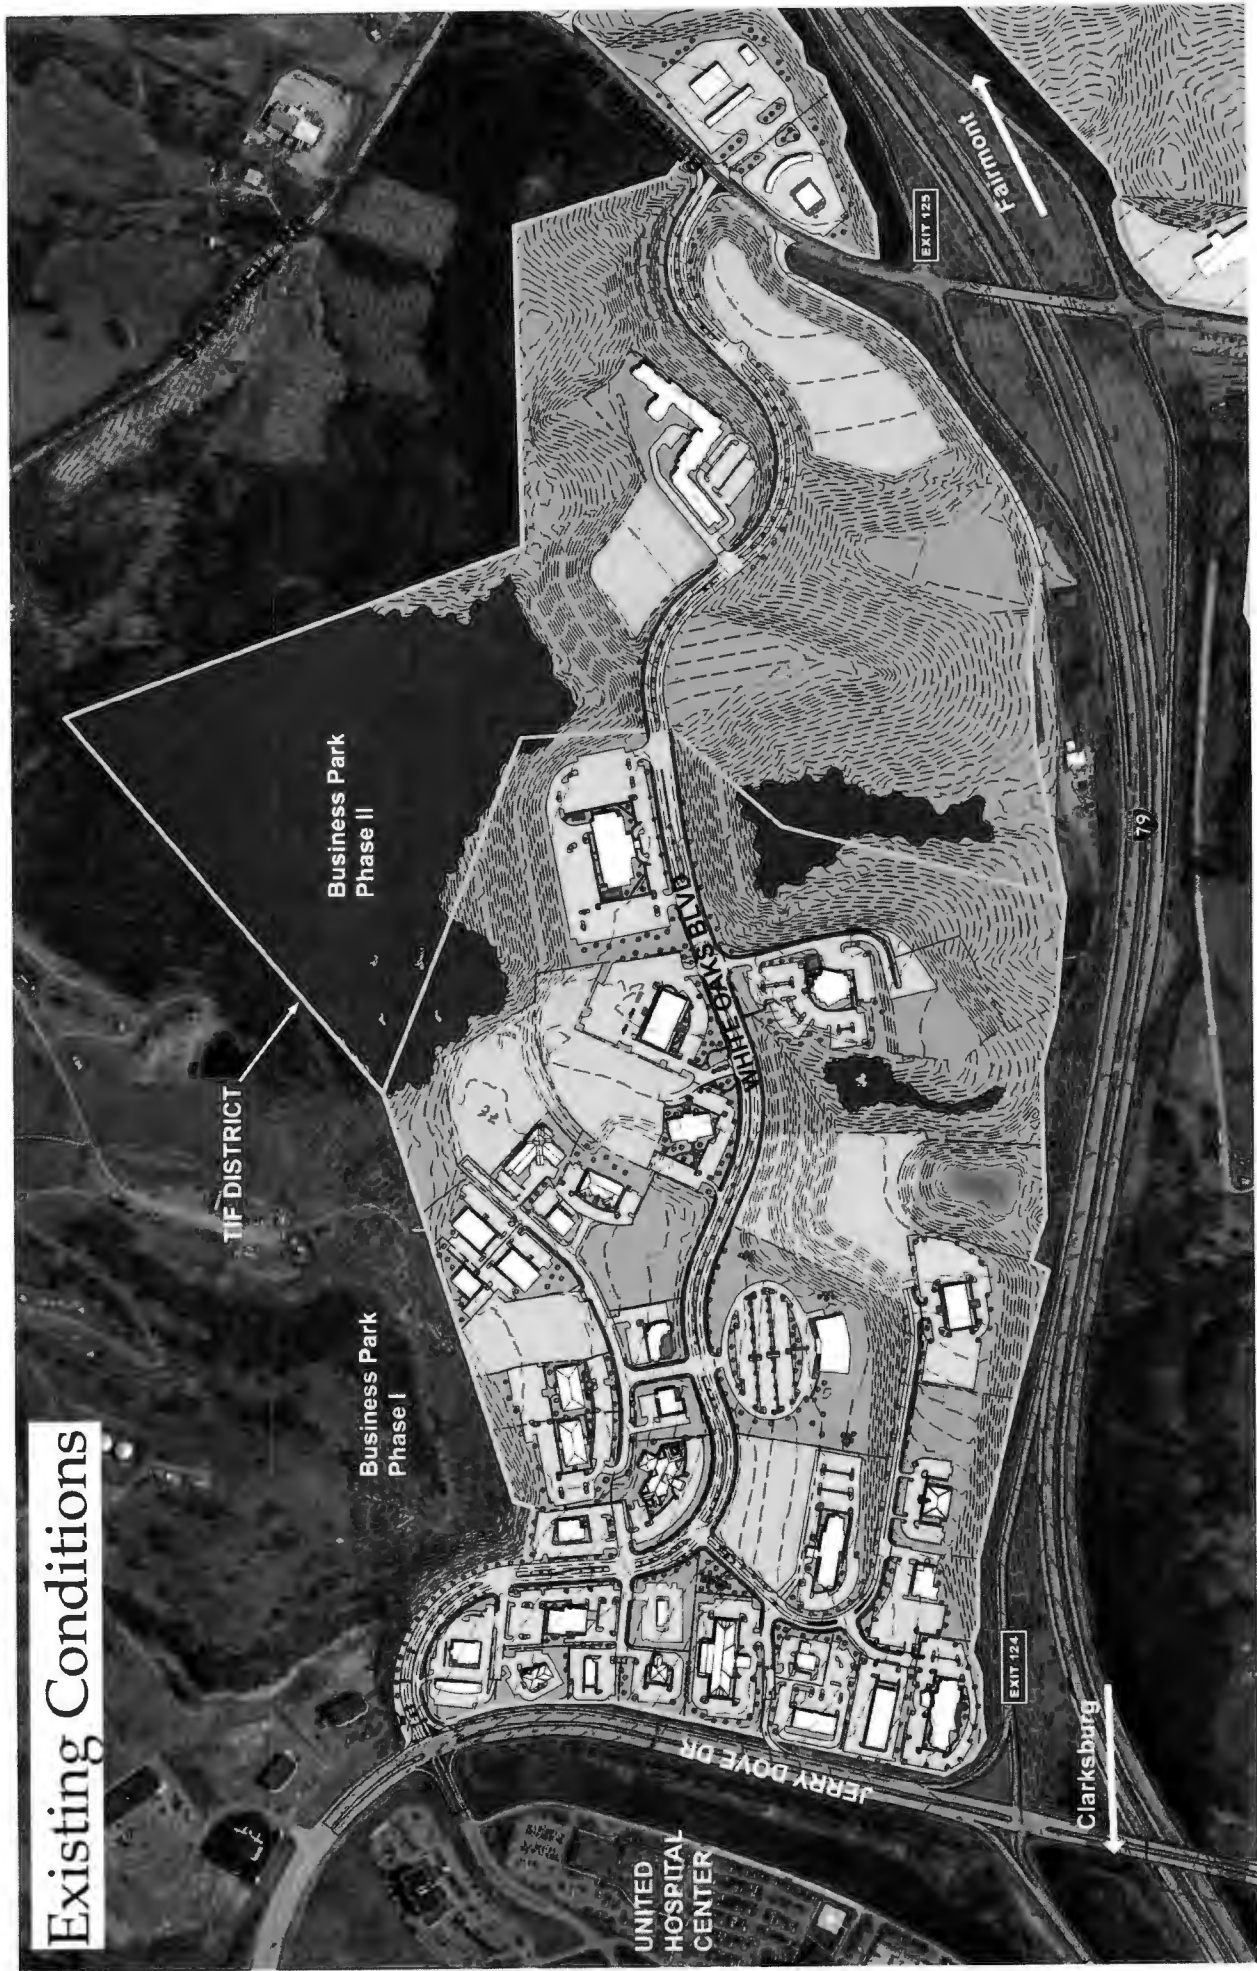 Existing Conditions
TIF DISTRICT
Business Park
Phase II
Business Park
Phase I
WHITE OAKS BLVD
JERRY DOVE DR
UNITED
HOSPITAL
CENTER
EXIT 124
Clarksburg
79
EXIT 125
Fairmont